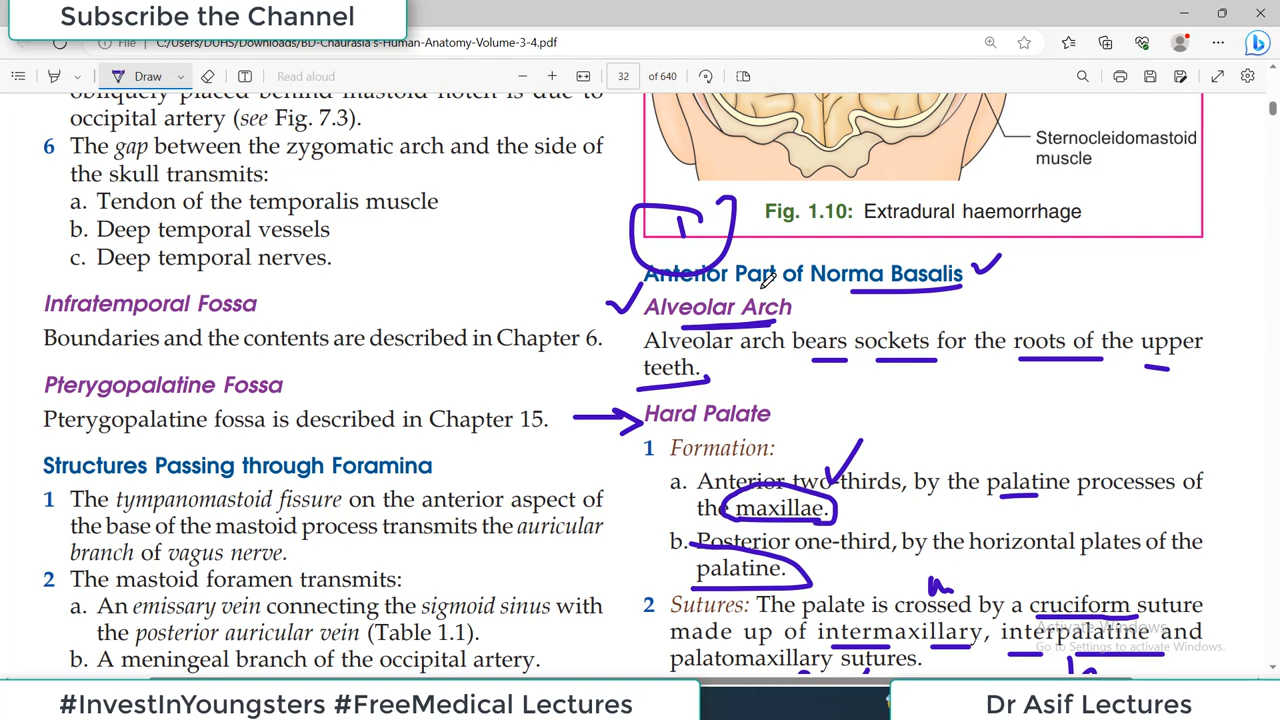 Subscribe the Channel
File
C:/Users/DUHS/Downloads/BD-Chaurasia's-Human-Anatomy-Volume-3-4.pdf
Draw
Read aloud
32
of 640
obliquely placed behind mastoid notch is due to
occipital artery (see Fig. 7.3).
6 The gap between the zygomatic arch and the side of
the skull transmits:
a. Tendon of the temporalis muscle
b. Deep temporal vessels
c. Deep temporal nerves.
Infratemporal Fossa
Boundaries and the contents are described in Chapter 6.
Pterygopalatine Fossa
Pterygopalatine fossa is described in Chapter 15.
Structures Passing through Foramina
1 The tympanomastoid fissure on the anterior aspect of
the base of the mastoid process transmits the auricular
branch of vagus nerve.
2 The mastoid foramen transmits:
a. An emissary vein connecting the sigmoid sinus with
the posterior auricular vein (Table 1.1).
b. A meningeal branch of the occipital artery.
Sternocleidomastoid
muscle
Fig. 1.10: Extradural haemorrhage
Anterior Part of Norma Basalis
Alveolar Arch
Alveolar arch bears sockets for the roots of the upper
teeth.
Hard Palate
1 Formation:
a. Anterior two-thirds, by the palatine processes of
the maxillae.
b. Posterior one-third, by the horizontal plates of the
palatine.
2 Sutures: The palate is crossed by a cruciform suture
made up of intermaxillary, interpalatine and
palatomaxillary sutures.
Activate Windows
Go to Settings to activate Windows.
#InvestInYoungsters #FreeMedical Lectures
Dr Asif Lectures